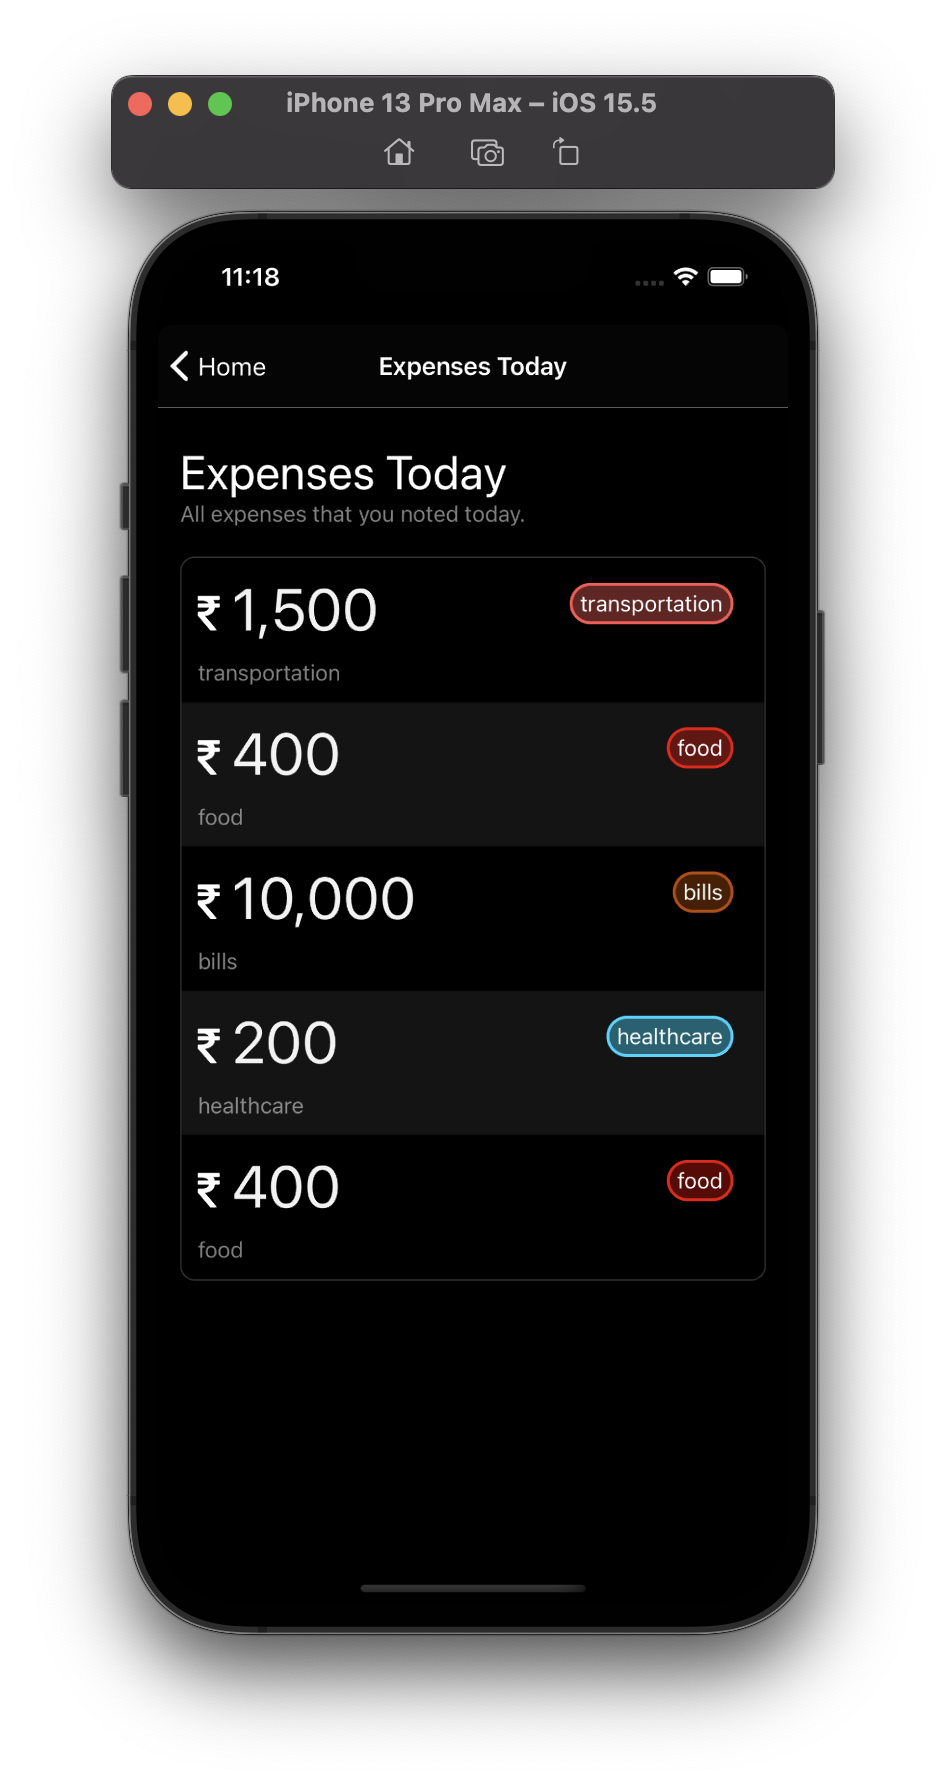 iPhone 13 Pro Max – iOS 15.5
11:18
Home
Expenses Today
Expenses Today
All expenses that you noted today.
₹ 1,500
transportation
transportation
₹ 400
food
food
₹ 10,000
bills
bills
₹ 200
healthcare
healthcare
₹ 400
food
food